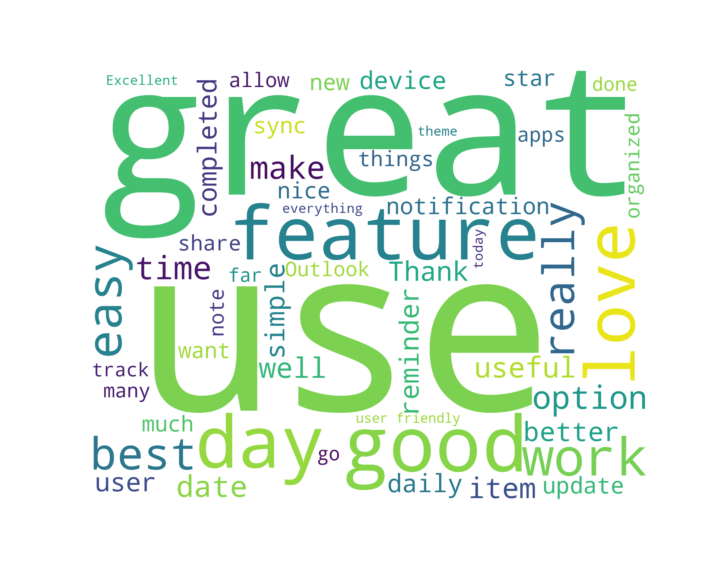 Excellent
allow
new
device
star
done
great
completed
sync
theme
apps
organized
make
things
nice
everything
notification
feature
share
today
really
love
easy
time
far
Outlook
Thank
simple
note
use
reminder
want
well
useful
track
many
option
much
user friendly
day
go
good
better
best
work
user
date
daily
item
update